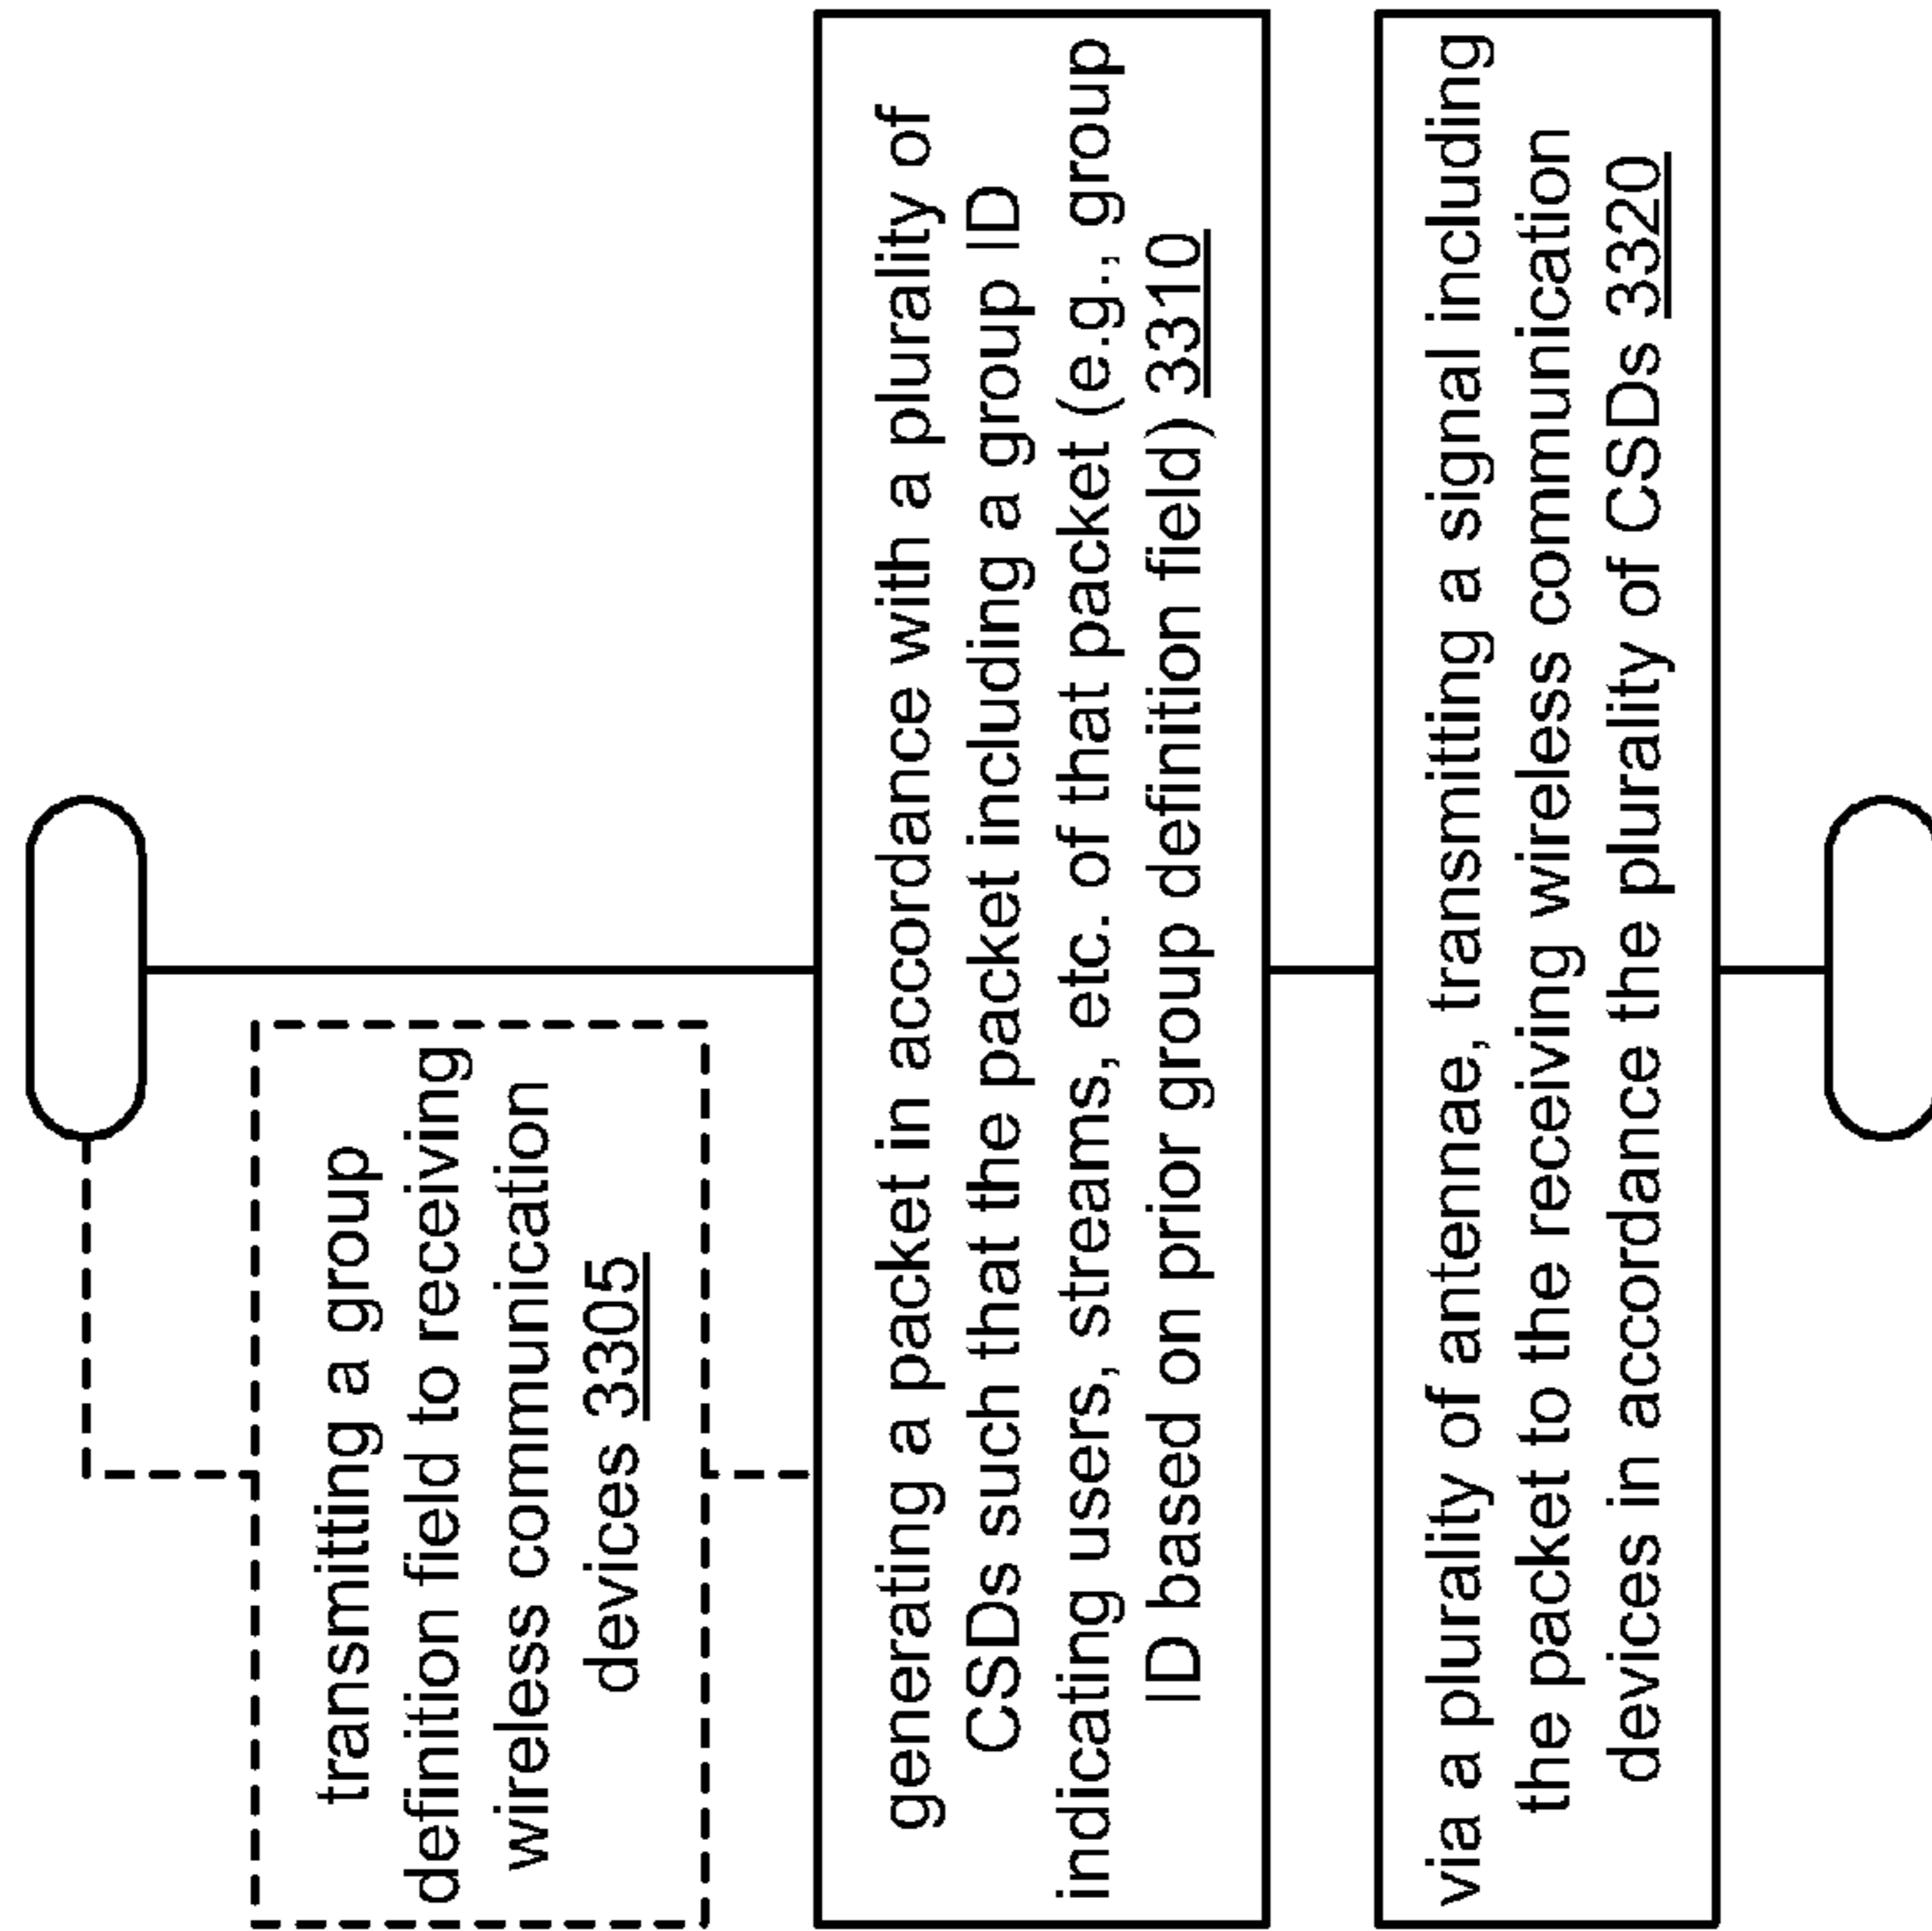 transmitting a group
definition field to receiving
wireless communication
devices 3305
generating a packet in accordance with a plurality of
CSDs such that the packet including a group ID
indicating users, streams, etc. of that packet (e.g., group
ID based on prior group definition field) 3310
via a plurality of antennae, transmitting a signal including
the packet to the receiving wireless communication
devices in accordance the plurality of CSDs 3320